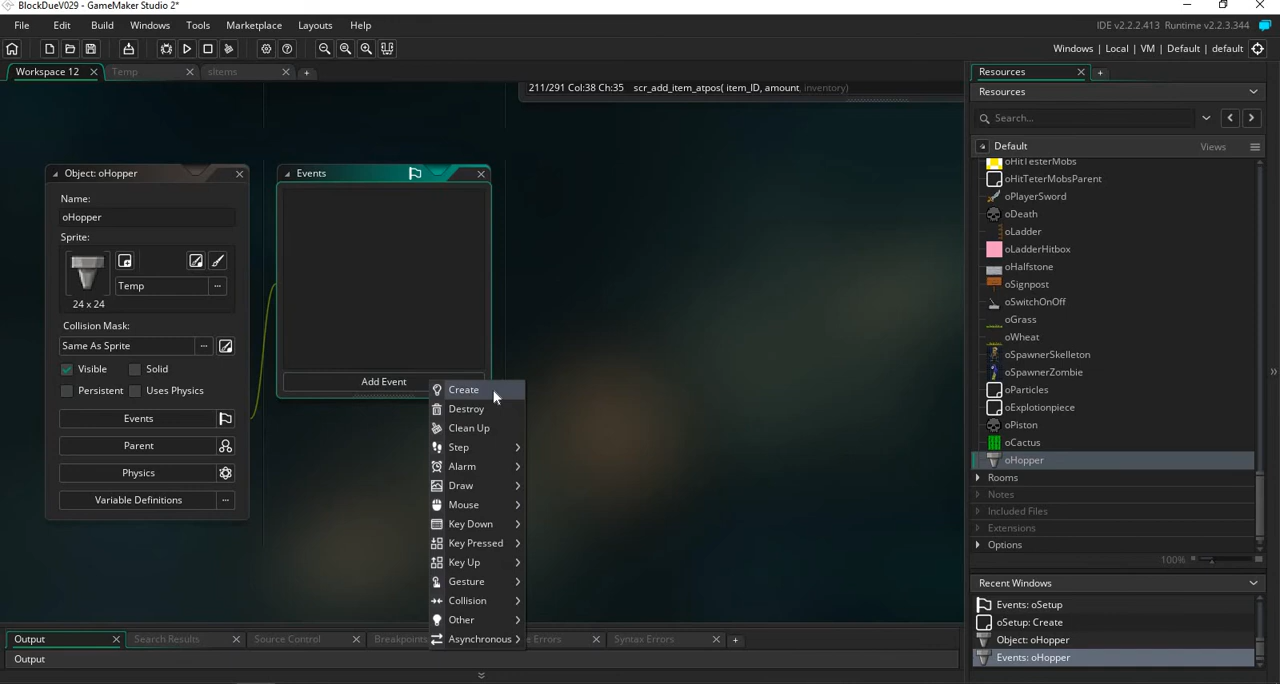 BlockDueV029 - GameMaker Studio 2*
File Edit Build Windows Tools Marketplace Layouts Help
IDE v2.2.2.413 Runtime v2.2.3.344
Windows | Local | VM | Default | default
Workspace 12 Temp sItems
Resources
211/291 Col:38 Ch:35 scr_add_item_atpos( item_ID, amount, inventory)
Resources
Search...
Default Views
oHitTesterMobs
oHitTeterMobsParent
oPlayerSword
oDeath
oLadder
oLadderHitbox
oHalfstone
oSignpost
oSwitchOnOff
oGrass
oWheat
oSpawnerSkeleton
oSpawnerZombie
oParticles
oExplotionpiece
oPiston
oCactus
oHopper
Rooms
Notes
Included Files
Extensions
Options
100%
Recent Windows
Events: oSetup
oSetup: Create
Object: oHopper
Events: oHopper
Object: oHopper
Name:
oHopper
Sprite:
Temp ...
24 x 24
Collision Mask:
Same As Sprite ...
Visible Solid
Persistent Uses Physics
Events
Parent
Physics
Variable Definitions ...
Events
Add Event
Create
Destroy
Clean Up
Step
Alarm
Draw
Mouse
Key Down
Key Pressed
Key Up
Gesture
Collision
Other
Asynchronous
Output Search Results Source Control Breakpoints e Errors Syntax Errors
Output